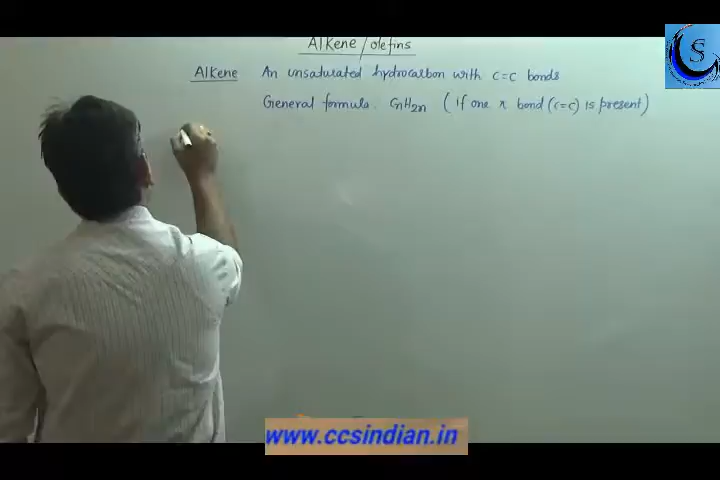 Alkene/olefins
Alkene An unsaturated hydrocarbon with C=C bonds
General formula. CnH2n (if one π bond (C=C) is present)
S
www.ccsindian.in